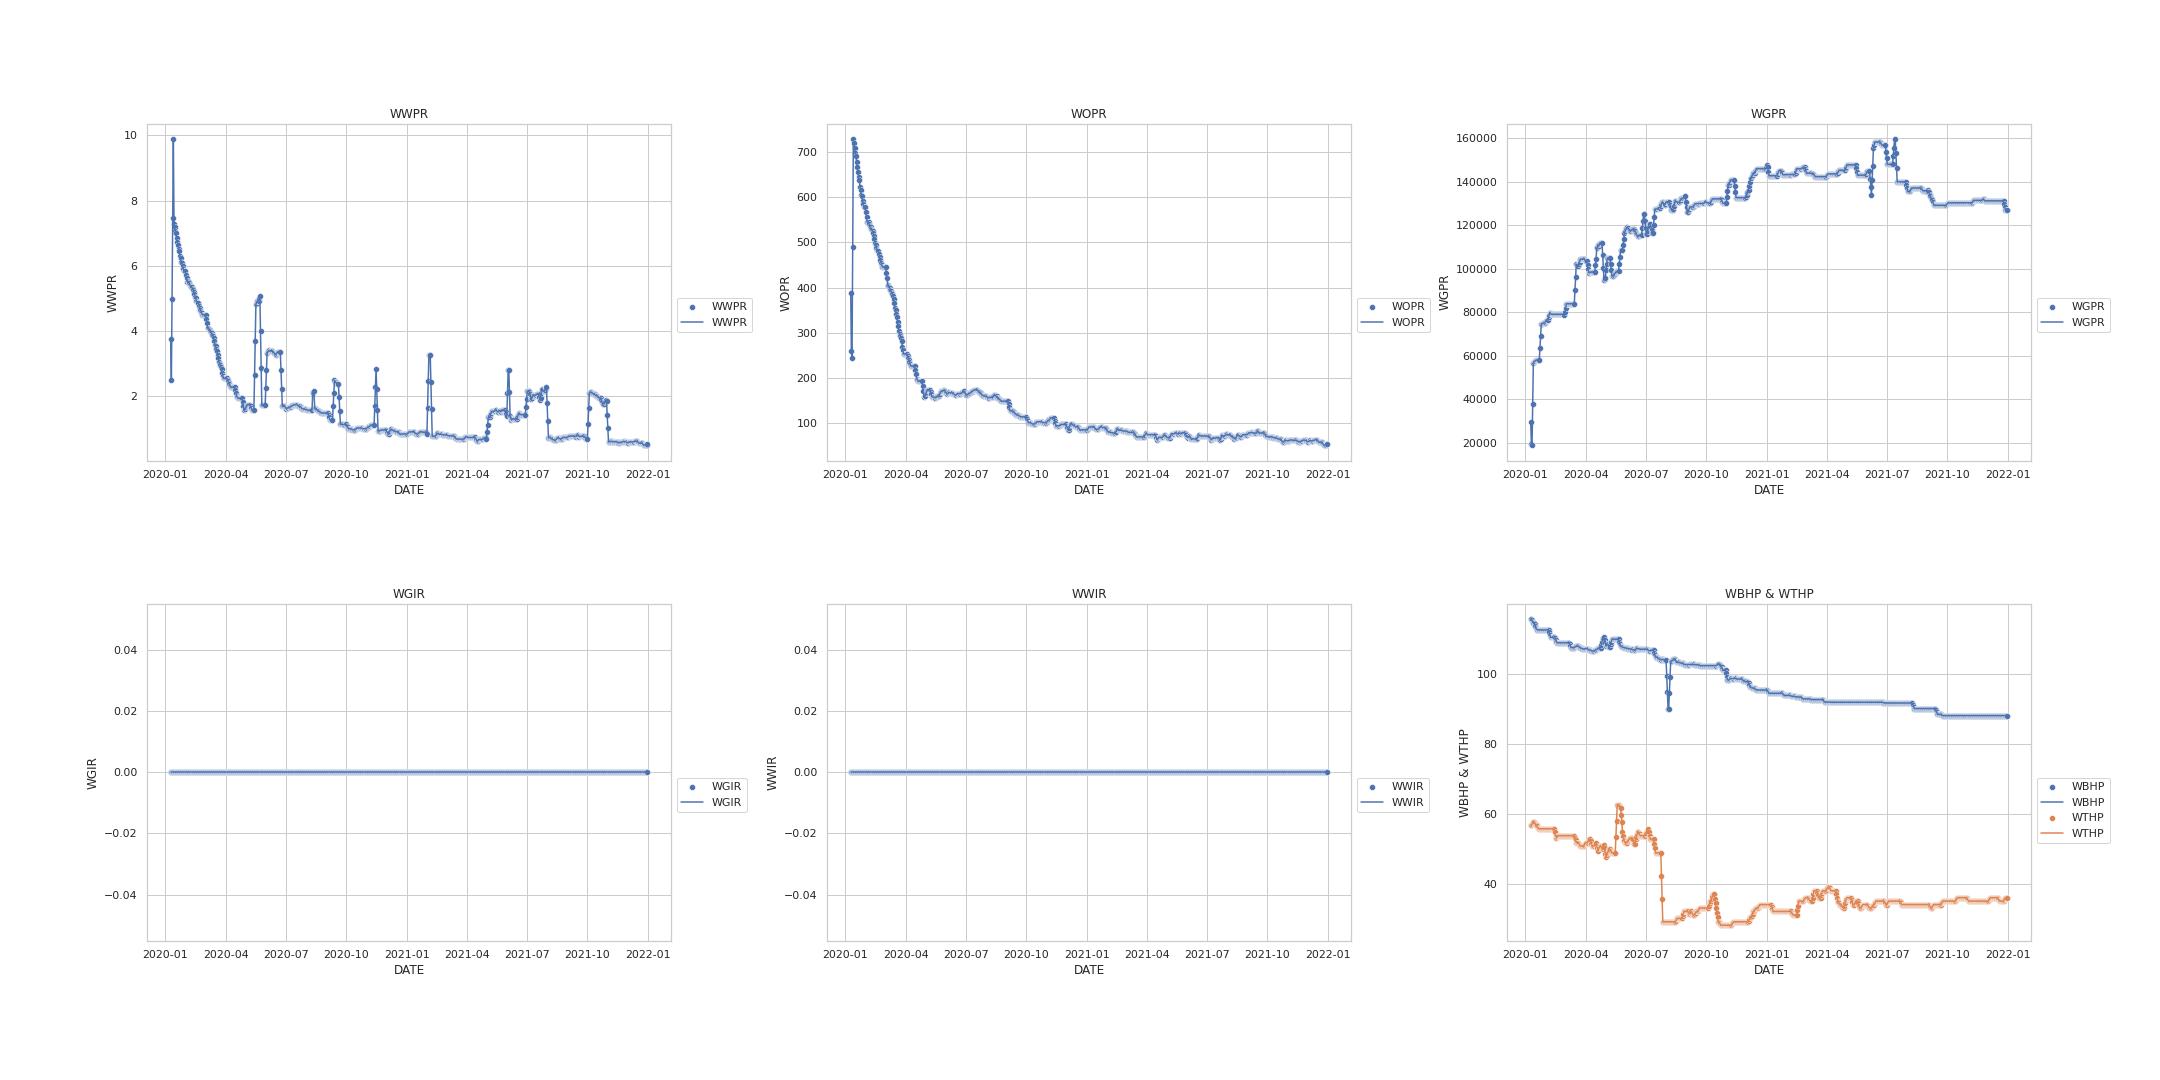 WWPR
WWPR
10
8
6
4
2
2020-01 2020-04 2020-07 2020-10 2021-01 2021-04 2021-07 2021-10 2022-01
DATE
WWPR
WWPR
WOPR
WOPR
700
600
500
400
300
200
100
2020-01 2020-04 2020-07 2020-10 2021-01 2021-04 2021-07 2021-10 2022-01
DATE
WOPR
WOPR
WGPR
WGPR
160000
140000
120000
100000
80000
60000
40000
20000
2020-01 2020-04 2020-07 2020-10 2021-01 2021-04 2021-07 2021-10 2022-01
DATE
WGPR
WGPR
WGIR
WGIR
0.04
0.02
0.00
−0.02
−0.04
2020-01 2020-04 2020-07 2020-10 2021-01 2021-04 2021-07 2021-10 2022-01
DATE
WGIR
WGIR
WWIR
WWIR
0.04
0.02
0.00
−0.02
−0.04
2020-01 2020-04 2020-07 2020-10 2021-01 2021-04 2021-07 2021-10 2022-01
DATE
WWIR
WWIR
WBHP & WTHP
WBHP & WTHP
100
80
60
40
2020-01 2020-04 2020-07 2020-10 2021-01 2021-04 2021-07 2021-10 2022-01
DATE
WBHP
WBHP
WTHP
WTHP